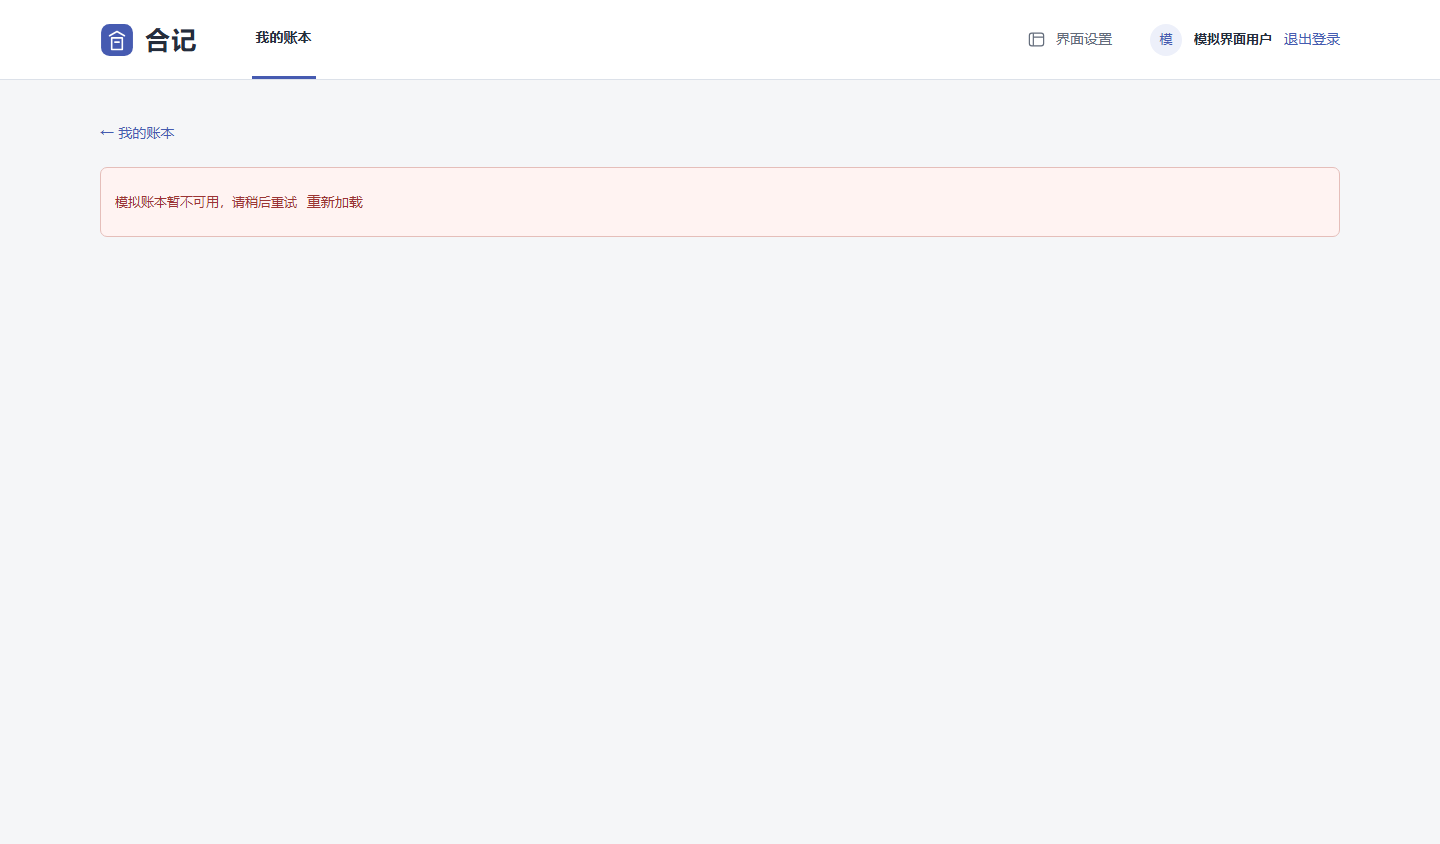 合记
我的账本
界面设置
模
模拟界面用户
退出登录
← 我的账本
模拟账本暂不可用，请稍后重试 重新加载